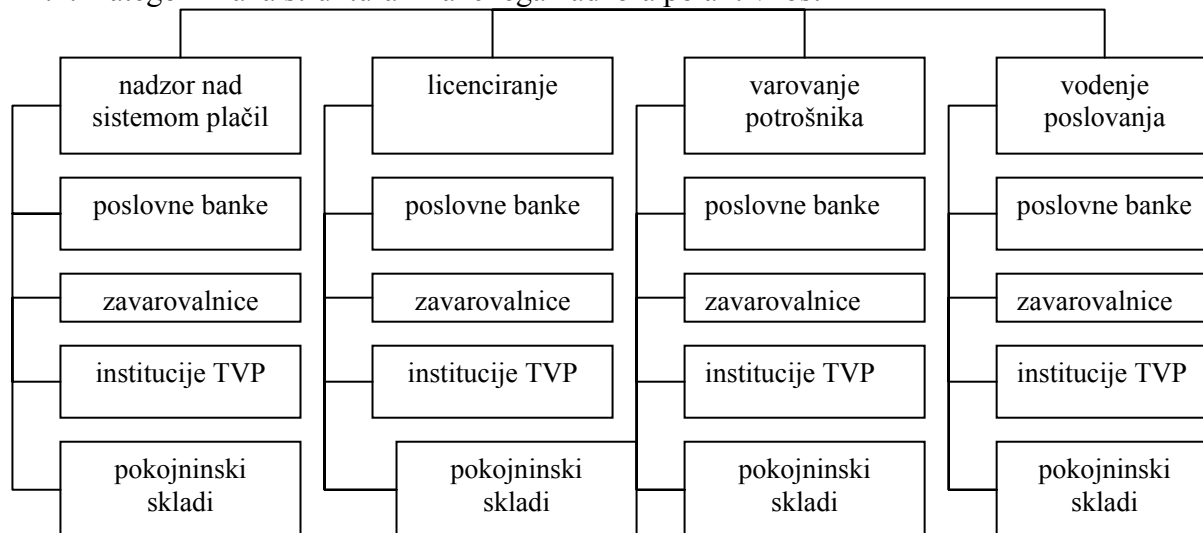 nadzor nad
sistemom plačil
poslovne banke
zavarovalnice
institucije TVP
pokojninski
skladi
licenciranje
poslovne banke
zavarovalnice
institucije TVP
pokojninski
skladi
varovanje
potrošnika
poslovne banke
zavarovalnice
institucije TVP
pokojninski
skladi
vodenje
poslovanja
poslovne banke
zavarovalnice
institucije TVP
pokojninski
skladi